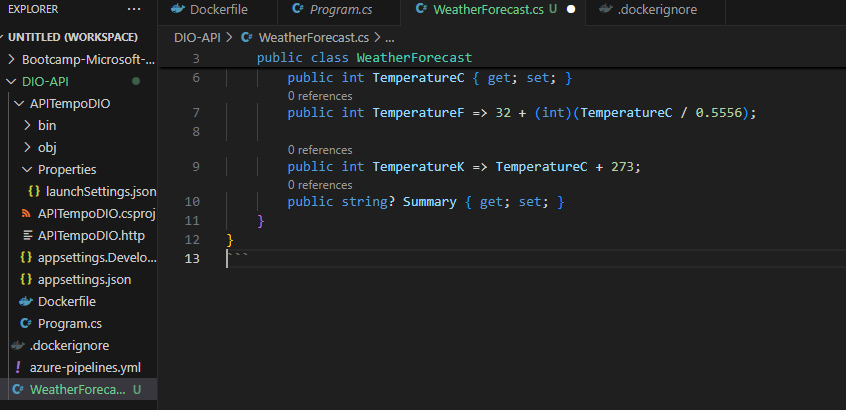 EXPLORER ...
Dockerfile
Program.cs
WeatherForecast.cs U
.dockerignore
UNTITLED (WORKSPACE)
Bootcamp-Microsoft-...
DIO-API
APITempoDIO
bin
obj
Properties
{} launchSettings.json
APITempoDIO.csproj
APITempoDIO.http
{} appsettings.Develo...
{} appsettings.json
Dockerfile
C# Program.cs
.dockerignore
! azure-pipelines.yml
C# WeatherForeca... U
DIO-API > C# WeatherForecast.cs > ...
3 public class WeatherForecast
6 public int TemperatureC { get; set; }
0 references
7 public int TemperatureF => 32 + (int)(TemperatureC / 0.5556);
8
0 references
9 public int TemperatureK => TemperatureC + 273;
0 references
10 public string? Summary { get; set; }
11 }
12 }
13 ```